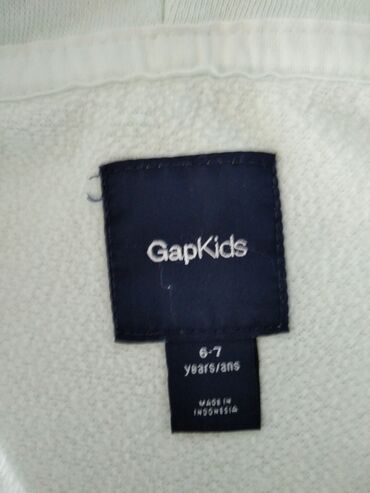 GapKids
6-7
years/ans
MADE IN
INDONESIA